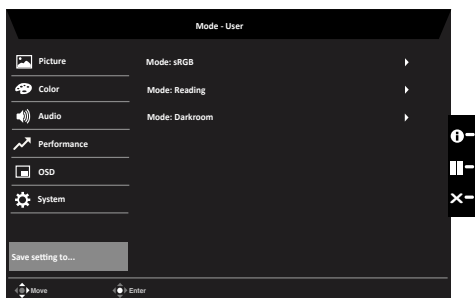 Mode - User
Picture
Mode: sRGB
Color
Mode: Reading
Audio
Mode: Darkroom
Performance
OSD
System
Save setting to...
Move
Enter